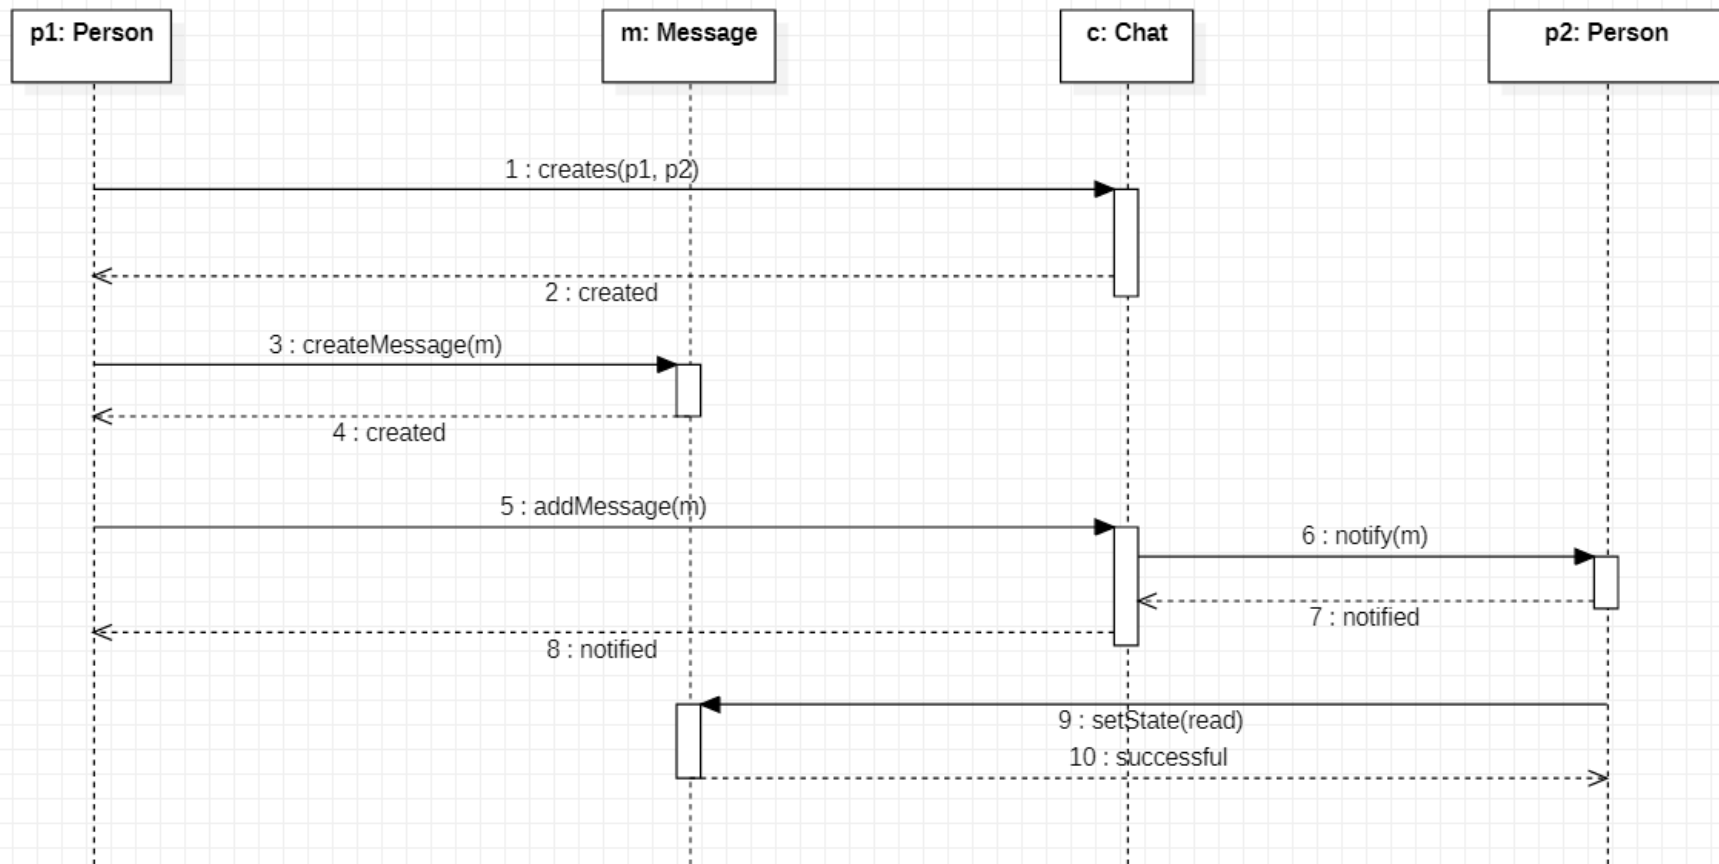 p1: Person
m: Message
c: Chat
p2: Person
1 : creates(p1, p2)
2 : created
3 : createMessage(m)
4 : created
5 : addMessage(m)
6 : notify(m)
7 : notified
8 : notified
9 : setState(read)
10 : successful